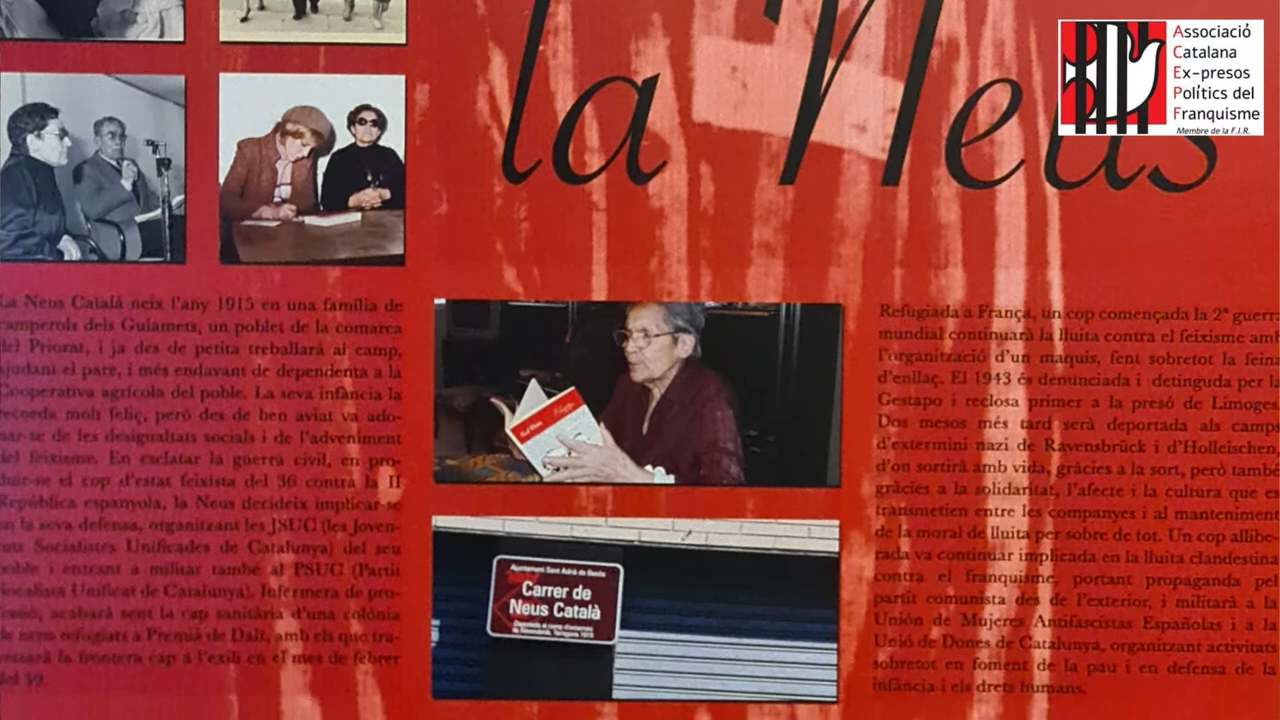 la Neus
Associació
Catalana
Ex-presos
Polítics del
Franquisme
Membre de la F.I.R.
La Neus Català neix l'any 1915 en una família de
camperols dels Guiamets, un poblet de la comarca
del Priorat, i ja des de petita treballarà al camp,
ajudant el pare, i més endavant de dependenta a la
Cooperativa agrícola del poble. La seva infància la
recorda molt feliç, però des de ben aviat va ado-
nar-se de les desigualtats socials i de l'adveniment
del feixisme. En esclatar la guerra civil, en pro-
duir-se el cop d'estat feixista del 36 contra la II
República espanyola, la Neus decideix implicar-se
en la seva defensa, organitzant les JSUC (les Joven-
tuts Socialistes Unificades de Catalunya) del seu
poble i entrant a militar també al PSUC (Partit
Socialista Unificat de Catalunya). Infermera de pro-
fessió, acabarà sent la cap sanitària d'una colònia
de nens refugiats a Premià de Dalt, amb els que tra-
vessarà la frontera cap a l'exili en el mes de febrer
del 39.
Ajuntament Sant Adrià de Besòs
Carrer de
Neus Català
Refugiada a França, un cop començada la 2ª guerra
mundial continuarà la lluita contra el feixisme amb
l'organització d'un maquis, fent sobretot la feina
d'enllaç. El 1943 és denunciada i detinguda per la
Gestapo i reclosa primer a la presó de Limoges.
Dos mesos més tard serà deportada als camps
d'extermini nazi de Ravensbrück i d'Holleischen,
d'on sortirà amb vida, gràcies a la sort, però també
gràcies a la solidaritat, l'afecte i la cultura que es
transmetien entre les companyes i al manteniment
de la moral de lluita per sobre de tot. Un cop allibe-
rada va continuar implicada en la lluita clandestina
contra el franquisme, portant propaganda pel
partit comunista des de l'exterior, i militarà a la
Unión de Mujeres Antifascistas Españolas i a la
Unió de Dones de Catalunya, organitzant activitats
sobretot en foment de la pau i en defensa de la
infància i els drets humans.